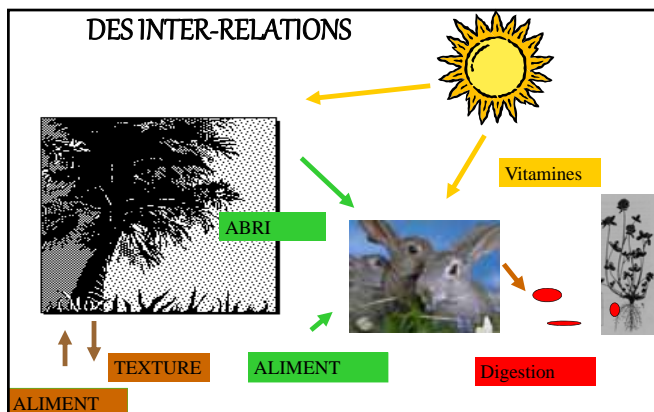 DES INTER-RELATIONS
Vitamines
ABRI
TEXTURE
ALIMENT
Digestion
ALIMENT